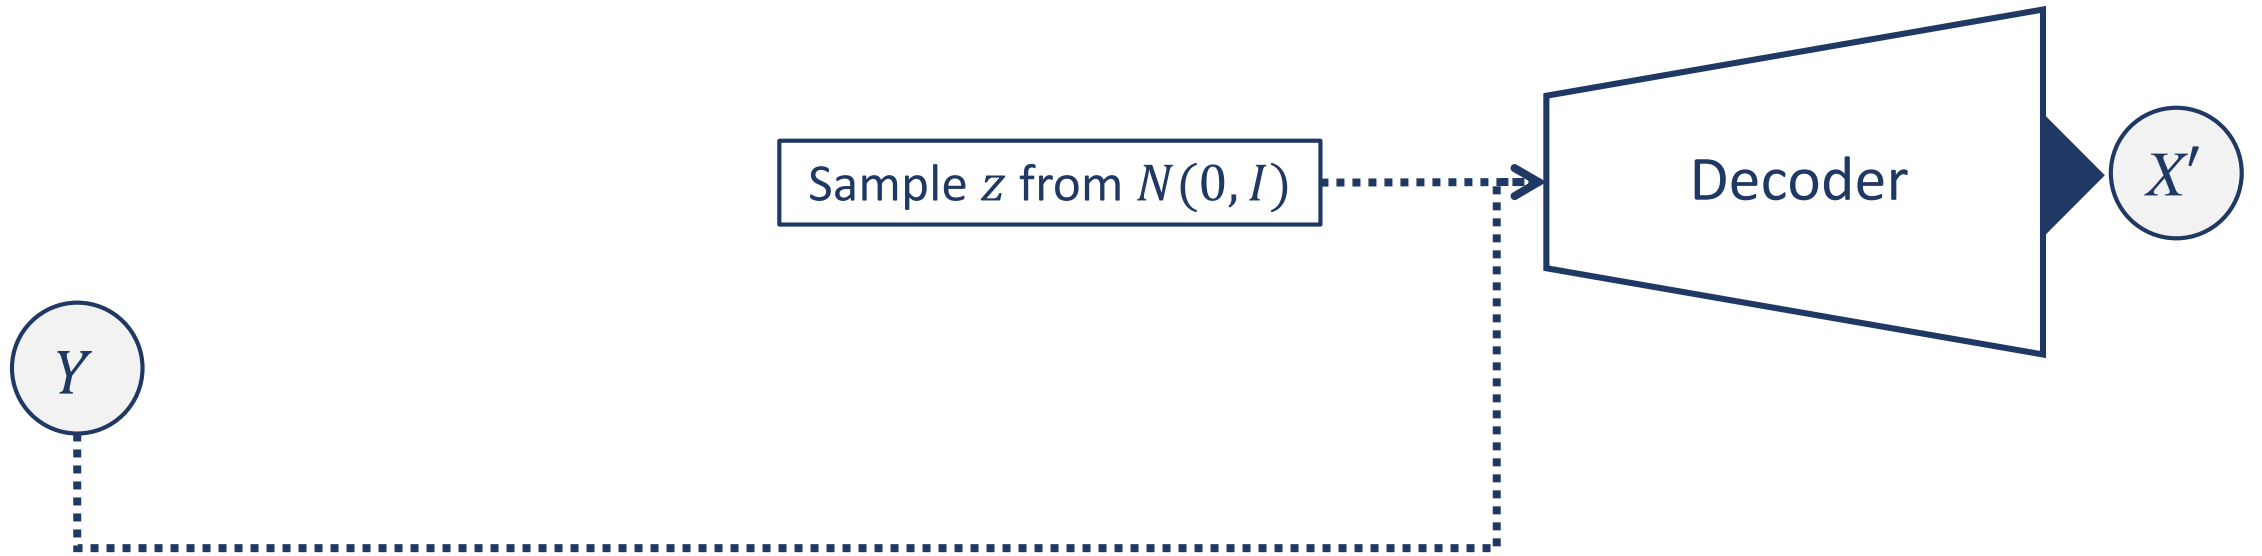 Sample z from N(0, I)
Decoder
X′
Y